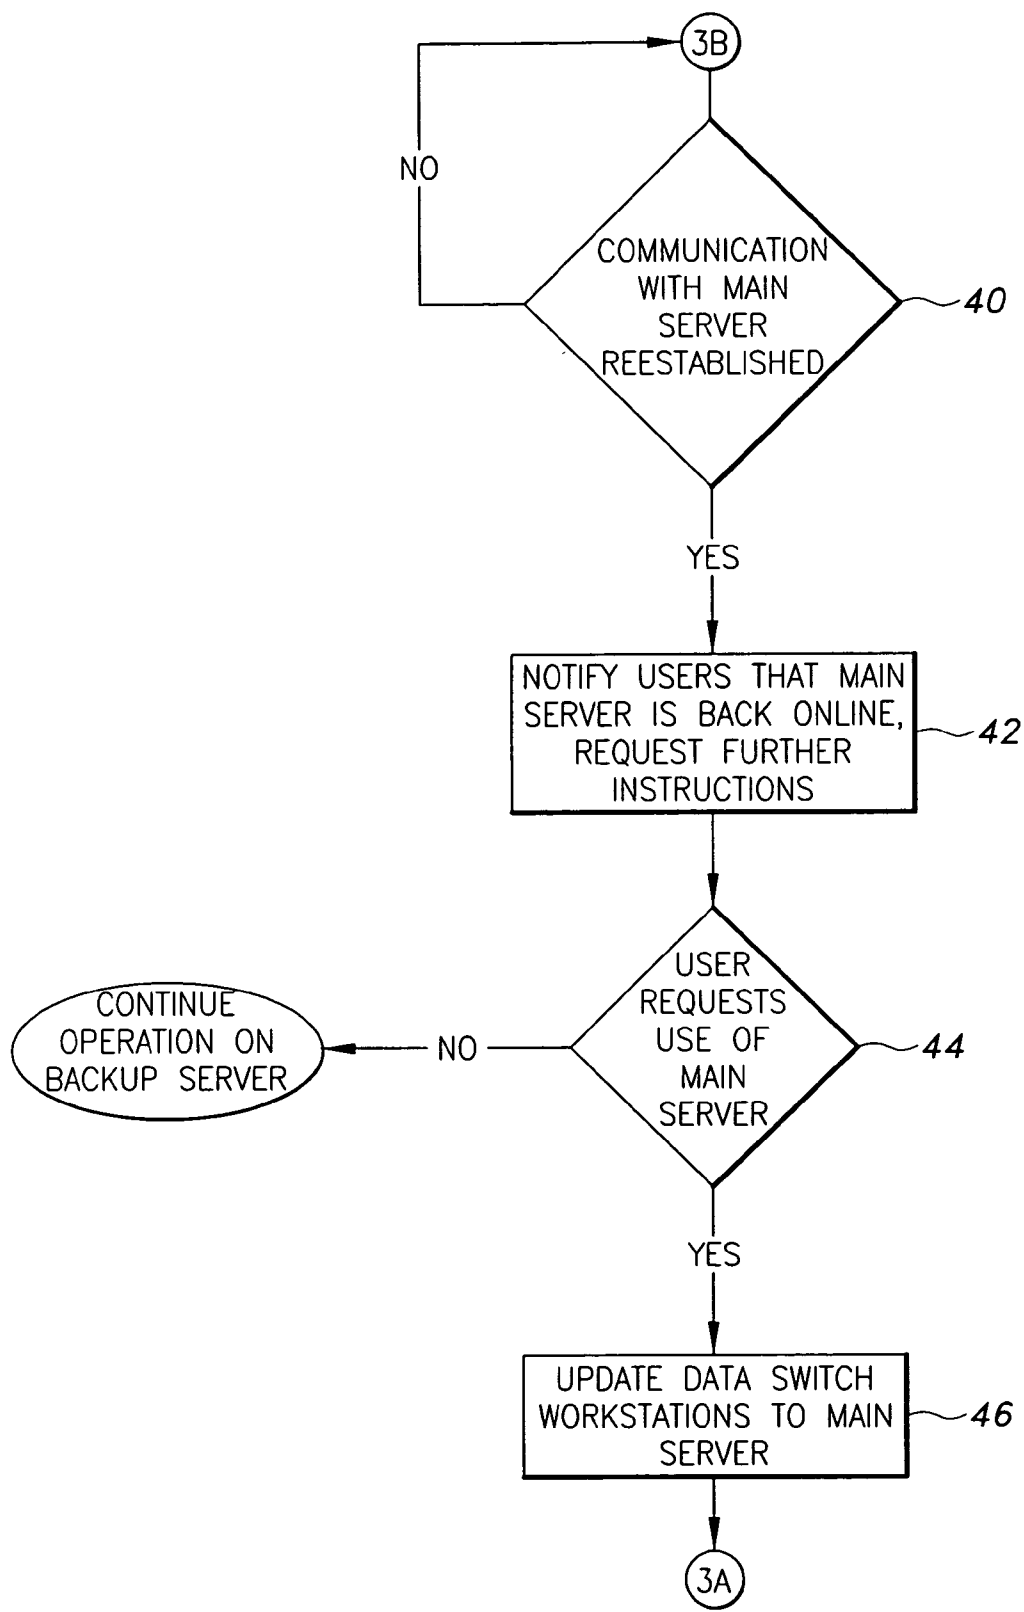 3B
NO
COMMUNICATION
WITH MAIN
SERVER
REESTABLISHED
40
YES
NOTIFY USERS THAT MAIN
SERVER IS BACK ONLINE,
REQUEST FURTHER
INSTRUCTIONS
42
USER
REQUESTS
USE OF
MAIN
SERVER
44
NO
CONTINUE
OPERATION ON
BACKUP SERVER
YES
UPDATE DATA SWITCH
WORKSTATIONS TO MAIN
SERVER
46
3A